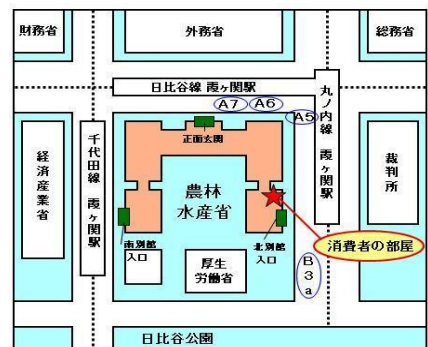 財務省
外務省
総務省
日比谷線 霞ヶ関駅
A7
A6
A5
丸ノ内線 霞ヶ関駅
正面玄関
千代田線 霞ヶ関駅
経済産業省
農林
水産省
裁判所
南別館
入口
北別館
入口
消費者の部屋
厚生
労働省
B3a
日比谷公園